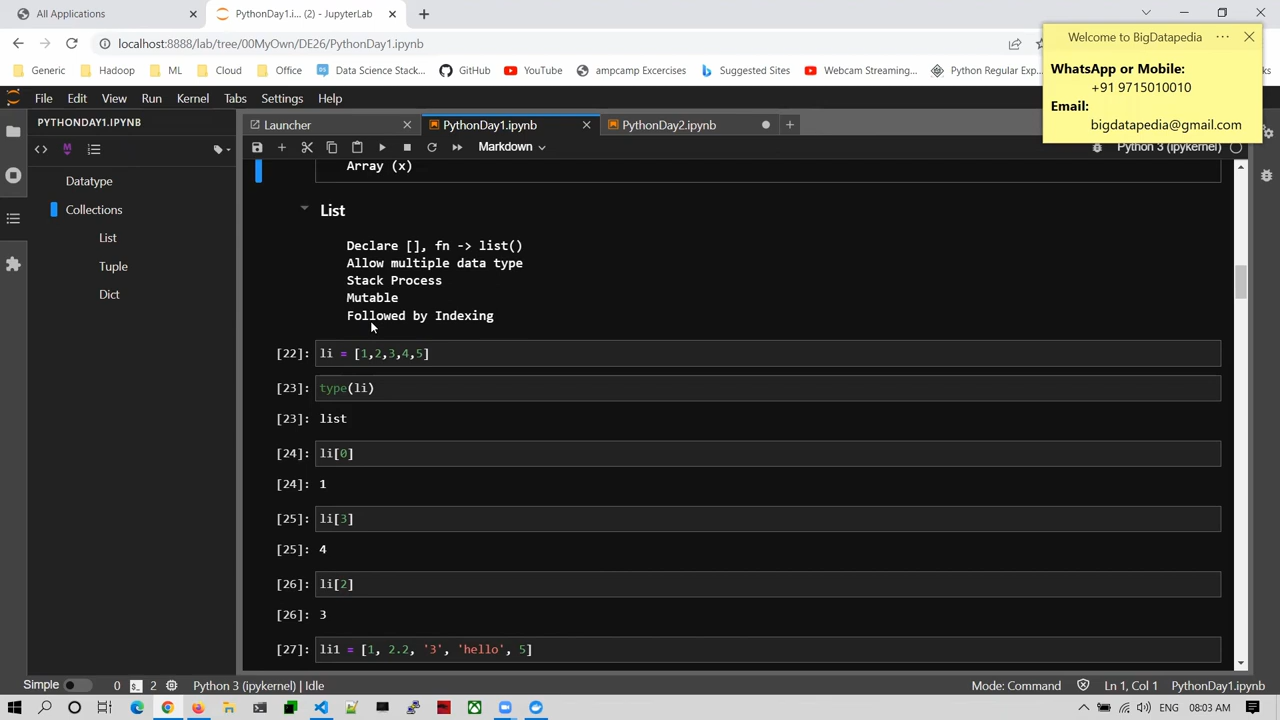 All Applications
PythonDay1.i... (2) - JupyterLab
localhost:8888/lab/tree/00MyOwn/DE26/PythonDay1.ipynb
Generic
Hadoop
ML
Cloud
Office
Data Science Stack...
GitHub
YouTube
ampcamp Excercises
Suggested Sites
Webcam Streaming...
Python Regular Exp...
Welcome to BigDatapedia ...
WhatsApp or Mobile:
+91 9715010010
Email:
bigdatapedia@gmail.com
File Edit View Run Kernel Tabs Settings Help
PYTHONDAY1.IPYNB
Datatype
Collections
List
Tuple
Dict
Launcher
PythonDay1.ipynb
PythonDay2.ipynb
Markdown
Python 3 (ipykernel)
Array (x)
List
Declare [], fn -> list()
Allow multiple data type
Stack Process
Mutable
Followed by Indexing
[22]: li = [1,2,3,4,5]
[23]: type(li)
[23]: list
[24]: li[0]
[24]: 1
[25]: li[3]
[25]: 4
[26]: li[2]
[26]: 3
[27]: li1 = [1, 2.2, '3', 'hello', 5]
Simple 0 2 Python 3 (ipykernel) | Idle Mode: Command Ln 1, Col 1 PythonDay1.ipynb
ENG 08:03 AM